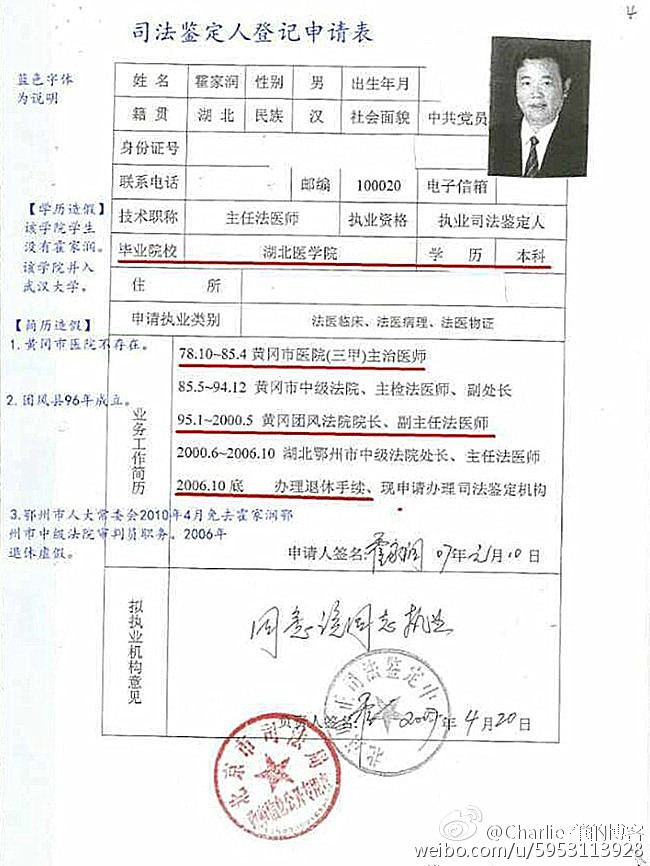 司法鉴定人登记申请表
蓝色字体
为说明
姓名 霍家润 性别 男 出生年月
籍贯 湖北 民族 汉 社会面貌 中共党员
身份证号
联系电话 邮编 100020 电子信箱
【学历造假】
该学院学生
没有霍家润。
该学院并入
武汉大学。
技术职称 主任法医师 执业资格 执业司法鉴定人
毕业院校 湖北医学院 学历 本科
住所
申请执业类别 法医临床、法医病理、法医物证
【简历造假】
1.黄冈市医院不存在。
2.团风县96年成立。
3.鄂州市人大常委会2010年4月免去霍家润鄂
州市中级法院审判员职务。2006年
退休虚假。
业务工作简历
78.10~85.4 黄冈市医院(三甲)主治医师
85.5~94.12 黄冈市中级法院、主检法医师、副处长
95.1~2000.5 黄冈团风法院院长、副主任法医师
2000.6~2006.10 湖北鄂州市中级法院处长、主任法医师
2006.10底 办理退休手续、现申请办理司法鉴定机构
申请人签名: 霍家润 07年元月10日
拟执业机构意见
同意该同志执业
负责人签字: 2007年4月20日
北京市司法局
@Charlie-
weibo.com/u/5953113928